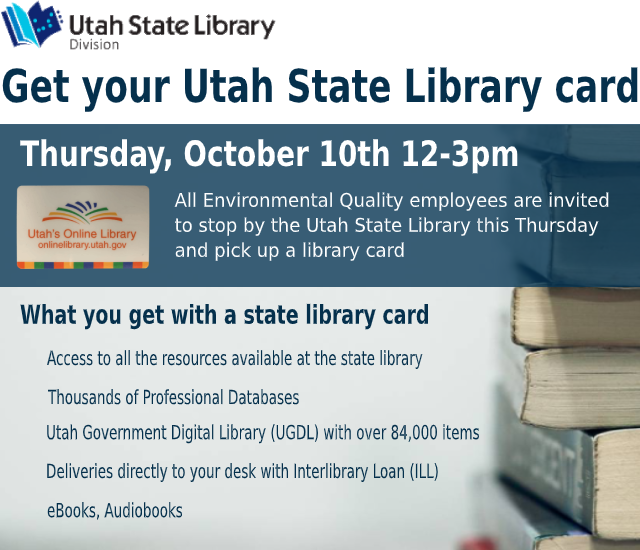 Utah State Library
Division
Get your Utah State Library card
Thursday, October 10th 12-3pm
Utah's Online Library
onlinelibrary.utah.gov
All Environmental Quality employees are invited
to stop by the Utah State Library this Thursday
and pick up a library card
What you get with a state library card
Access to all the resources available at the state library
Thousands of Professional Databases
Utah Government Digital Library (UGDL) with over 84,000 items
Deliveries directly to your desk with Interlibrary Loan (ILL)
eBooks, Audiobooks